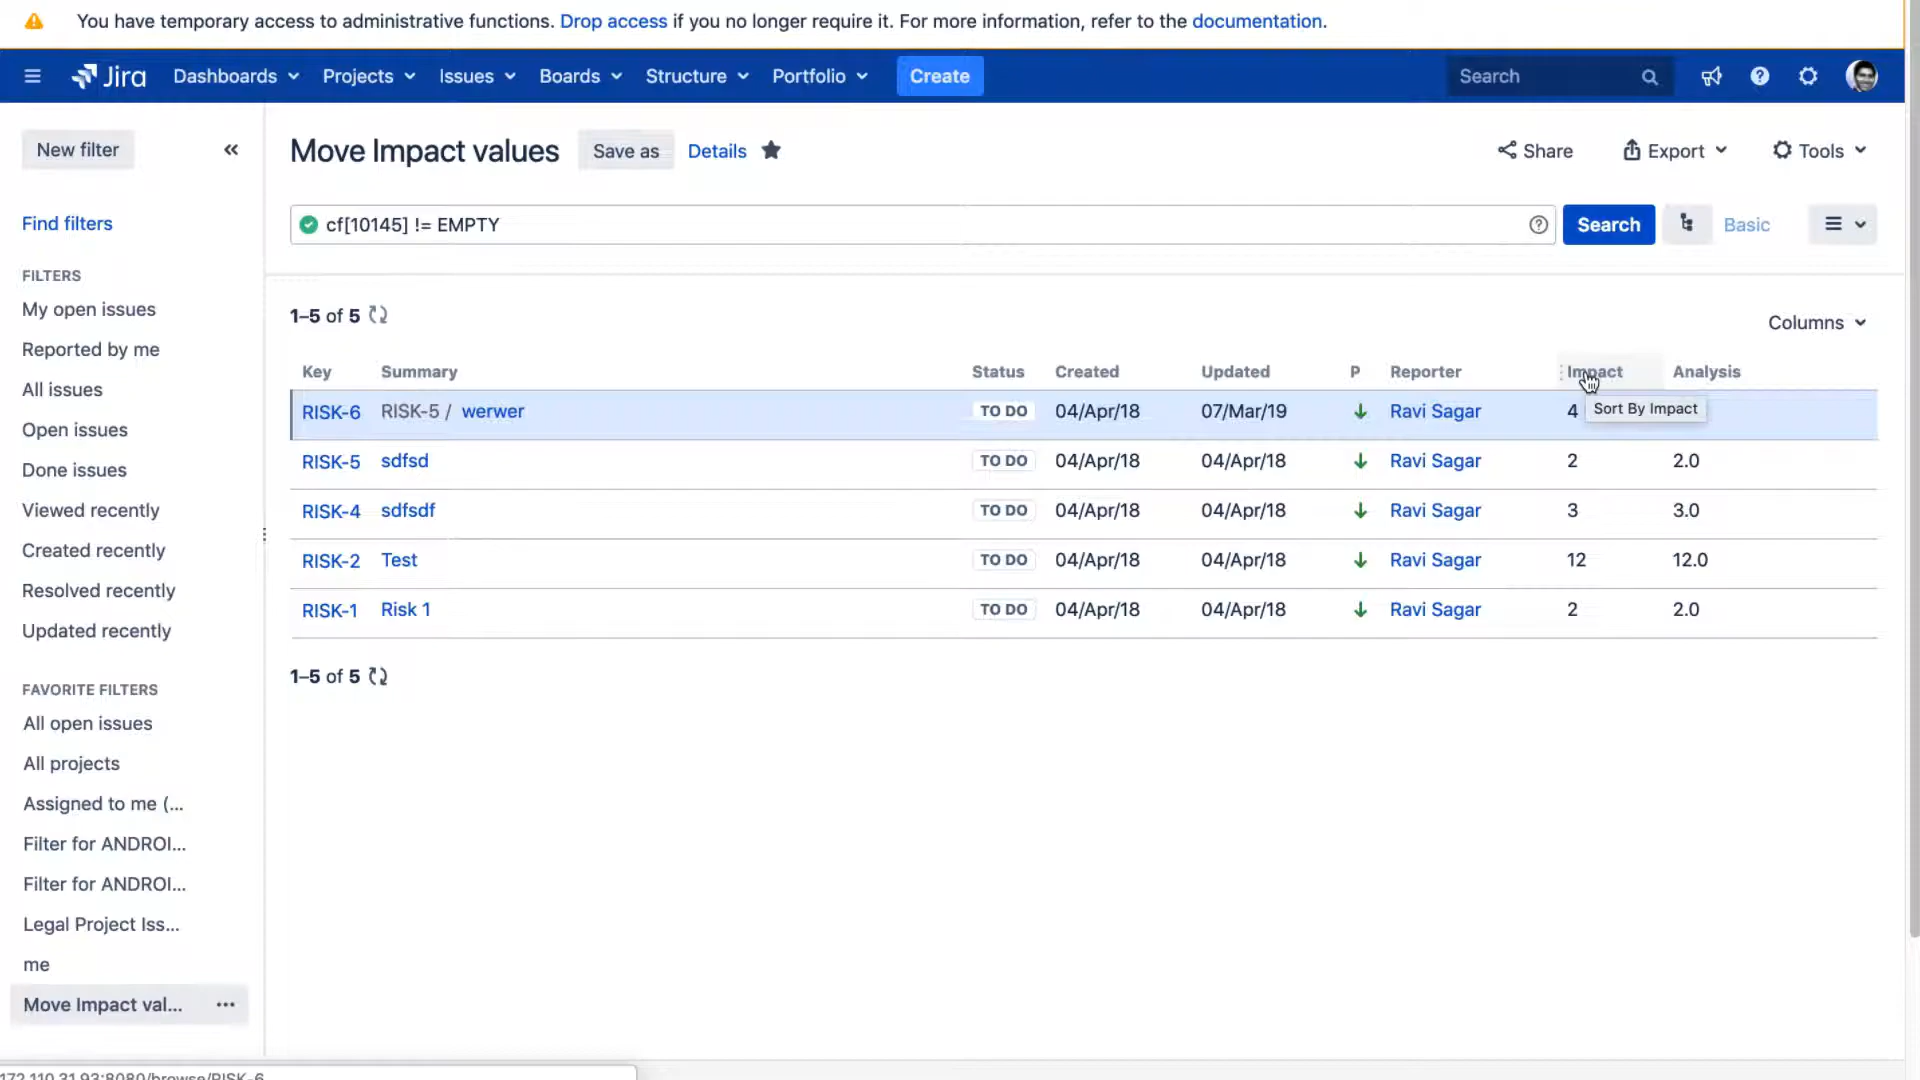 You have temporary access to administrative functions. Drop access if you no longer require it. For more information, refer to the documentation.
Jira Dashboards Projects Issues Boards Structure Portfolio Create Search
New filter
Move Impact values Save as Details Share Export Tools
Find filters
cf[10145] != EMPTY Search Basic
FILTERS
My open issues
Reported by me
All issues
Open issues
Done issues
Viewed recently
Created recently
Resolved recently
Updated recently
FAVORITE FILTERS
All open issues
All projects
Assigned to me (...
Filter for ANDROI...
Filter for ANDROI...
Legal Project Iss...
me
Move Impact val...
1–5 of 5
Columns
Key Summary Status Created Updated P Reporter Impact Analysis
RISK-6 RISK-5 / werwer TO DO 04/Apr/18 07/Mar/19 Ravi Sagar 4
Sort By Impact
RISK-5 sdfsd TO DO 04/Apr/18 04/Apr/18 Ravi Sagar 2 2.0
RISK-4 sdfsdf TO DO 04/Apr/18 04/Apr/18 Ravi Sagar 3 3.0
RISK-2 Test TO DO 04/Apr/18 04/Apr/18 Ravi Sagar 12 12.0
RISK-1 Risk 1 TO DO 04/Apr/18 04/Apr/18 Ravi Sagar 2 2.0
1–5 of 5
172.110.31.93:8080/browse/RISK-6